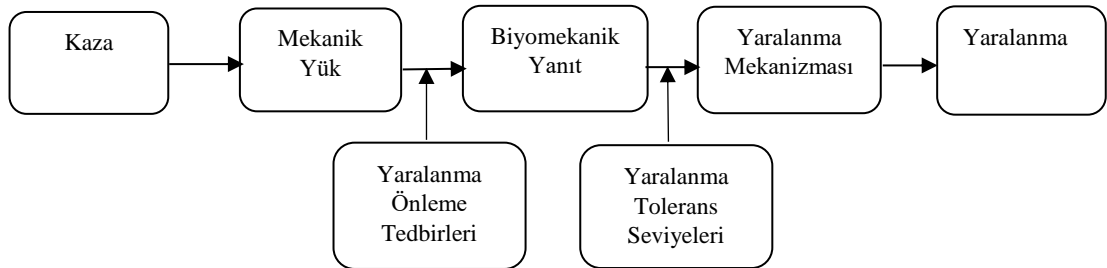 Kaza
Mekanik
Yük
Biyomekanik
Yanıt
Yaralanma
Mekanizması
Yaralanma
Yaralanma
Önleme
Tedbirleri
Yaralanma
Tolerans
Seviyeleri